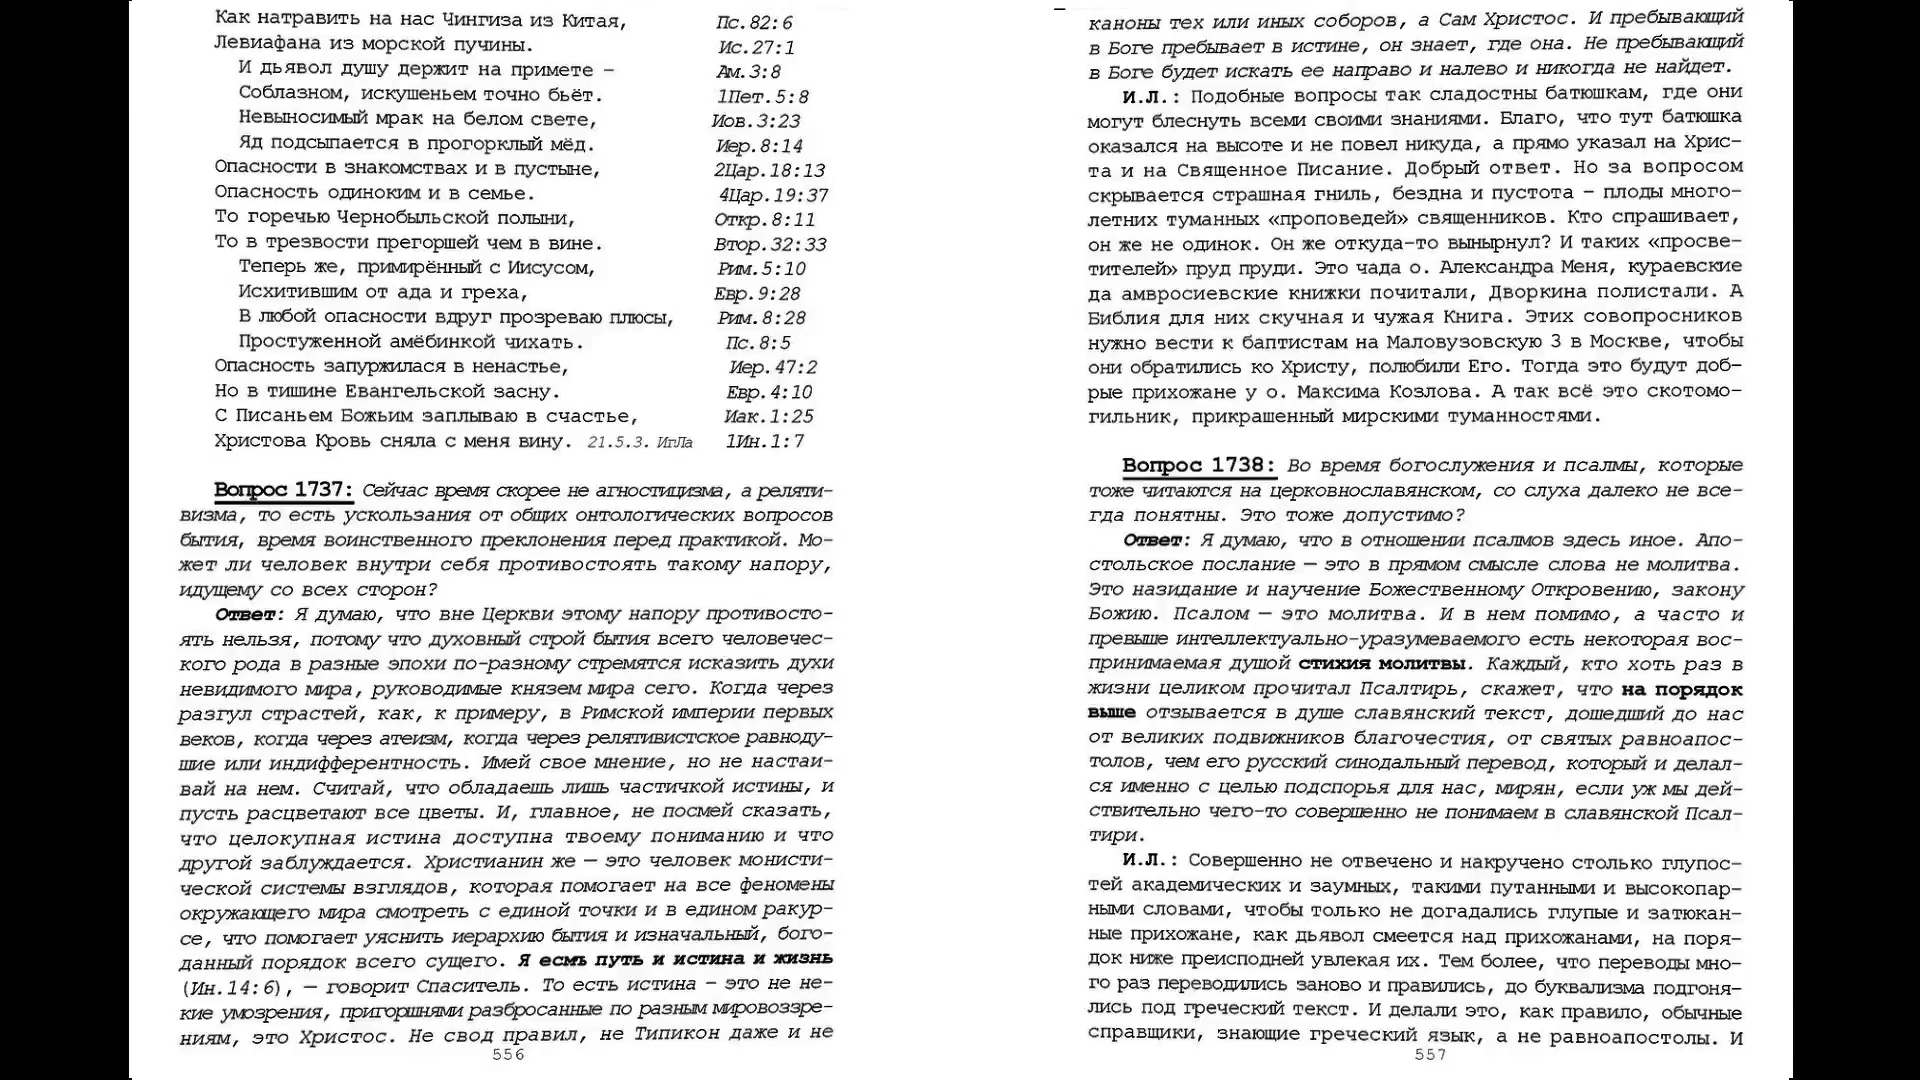 Как натравить на нас Чингиза из Китая, Пс.82:6
Левиафана из морской пучины. Ис.27:1
И дьявол душу держит на примете – Ам.3:8
Соблазном, искушеньем точно бьёт. 1Пет.5:8
Невыносимый мрак на белом свете, Иов.3:23
Яд подсыпается в прогорклый мёд. Иер.8:14
Опасности в знакомствах и в пустыне, 2Цар.18:13
Опасность одиноким и в семье. 4Цар.19:37
То горечью Чернобыльской полыни, Откр.8:11
То в трезвости прегоршей чем в вине. Втор.32:33
Теперь же, примирённый с Иисусом, Рим.5:10
Исхитившим от ада и греха, Евр.9:28
В любой опасности вдруг прозреваю плюсы, Рим.8:28
Простуженной амёбинкой чихать. Пс.8:5
Опасность запуржилася в ненастье, Иер.47:2
Но в тишине Евангельской засну. Евр.4:10
С Писаньем Божьим заплываю в счастье, Иак.1:25
Христова Кровь сняла с меня вину. 21.5.3. ИгЛа 1Ин.1:7
Вопрос 1737: Сейчас время скорее не агностицизма, а реляти-
визма, то есть ускользания от общих онтологических вопросов
бытия, время воинственного преклонения перед практикой. Мо-
жет ли человек внутри себя противостоять такому напору,
идущему со всех сторон?
Ответ: Я думаю, что вне Церкви этому напору противосто-
ять нельзя, потому что духовный строй бытия всего человечес-
кого рода в разные эпохи по-разному стремятся исказить духи
невидимого мира, руководимые князем мира сего. Когда через
разгул страстей, как, к примеру, в Римской империи первых
веков, когда через атеизм, когда через релятивистское равноду-
шие или индифферентность. Имей свое мнение, но не настаи-
вай на нем. Считай, что обладаешь лишь частичкой истины, и
пусть расцветают все цветы. И, главное, не посмей сказать,
что целокупная истина доступна твоему пониманию и что
другой заблуждается. Христианин же — это человек монисти-
ческой системы взглядов, которая помогает на все феномены
окружающего мира смотреть с единой точки и в едином ракур-
се, что помогает уяснить иерархию бытия и изначальный, бого-
данный порядок всего сущего. Я есмь путь и истина и жизнь
(Ин.14:6), — говорит Спаситель. То есть истина – это не не-
кие умозрения, пригоршнями разбросанные по разным мировоззре-
ниям, это Христос. Не свод правил, не Типикон даже и не
556
каноны тех или иных соборов, а Сам Христос. И пребывающий
в Боге пребывает в истине, он знает, где она. Не пребывающий
в Боге будет искать ее направо и налево и никогда не найдет.
И.Л.: Подобные вопросы так сладостны батюшкам, где они
могут блеснуть всеми своими знаниями. Благо, что тут батюшка
оказался на высоте и не повел никуда, а прямо указал на Хрис-
та и на Священное Писание. Добрый ответ. Но за вопросом
скрывается страшная гниль, бездна и пустота – плоды много-
летних туманных «проповедей» священников. Кто спрашивает,
он же не одинок. Он же откуда-то вынырнул? И таких «просве-
тителей» пруд пруди. Это чада о. Александра Меня, кураевские
да амвросиевские книжки почитали, Дворкина полистали. А
Библия для них скучная и чужая Книга. Этих совопросников
нужно вести к баптистам на Маловузовскую 3 в Москве, чтобы
они обратились ко Христу, полюбили Его. Тогда это будут доб-
рые прихожане у о. Максима Козлова. А так всё это скотомо-
гильник, прикрашенный мирскими туманностями.
Вопрос 1738: Во время богослужения и псалмы, которые
тоже читаются на церковнославянском, со слуха далеко не все-
гда понятны. Это тоже допустимо?
Ответ: Я думаю, что в отношении псалмов здесь иное. Апо-
стольское послание — это в прямом смысле слова не молитва.
Это назидание и научение Божественному Откровению, закону
Божию. Псалом — это молитва. И в нем помимо, а часто и
превыше интеллектуально-уразумеваемого есть некоторая вос-
принимаемая душой стихия молитвы. Каждый, кто хоть раз в
жизни целиком прочитал Псалтирь, скажет, что на порядок
выше отзывается в душе славянский текст, дошедший до нас
от великих подвижников благочестия, от святых равноапос-
толов, чем его русский синодальный перевод, который и делал-
ся именно с целью подспорья для нас, мирян, если уж мы дей-
ствительно чего-то совершенно не понимаем в славянской Псал-
тири.
И.Л.: Совершенно не отвечено и накручено столько глупос-
тей академических и заумных, такими путанными и высокопар-
ными словами, чтобы только не догадались глупые и затюкан-
ные прихожане, как дьявол смеется над прихожанами, на поря-
док ниже преисподней увлекая их. Тем более, что переводы мно-
го раз переводились заново и правились, до буквализма подгоня-
лись под греческий текст. И делали это, как правило, обычные
справщики, знающие греческий язык, а не равноапостолы. И
557